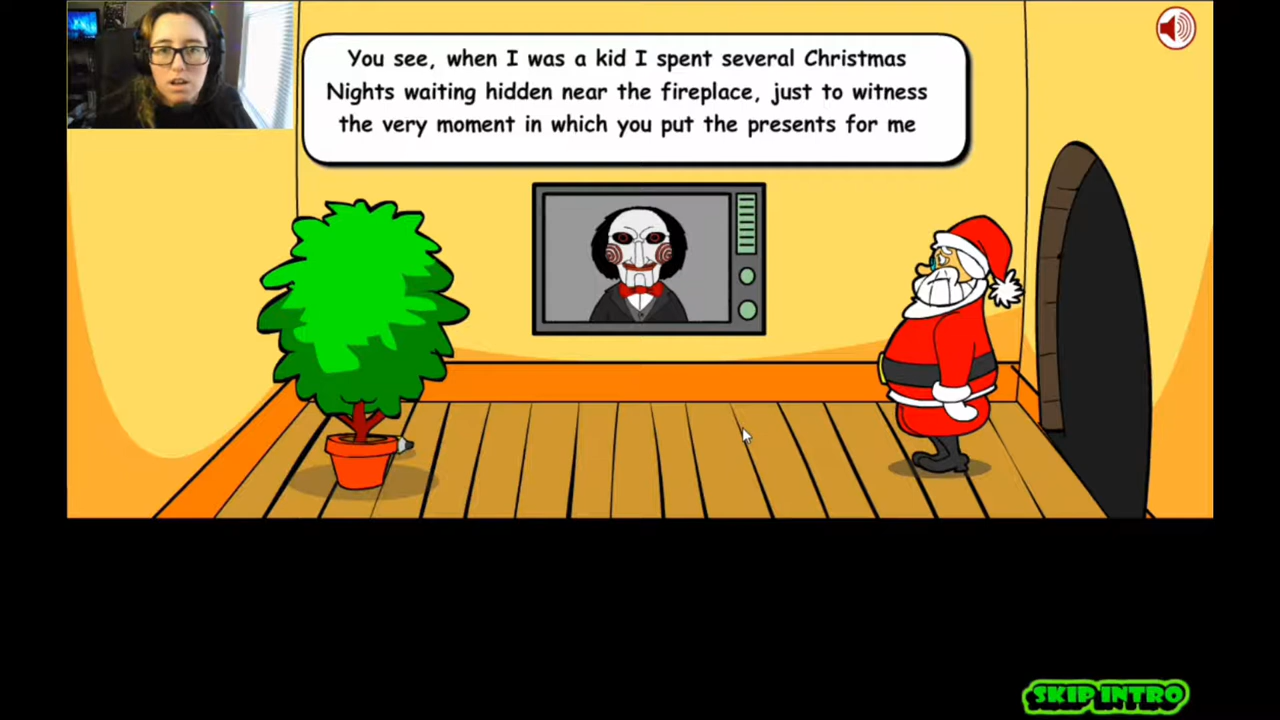 You see, when I was a kid I spent several Christmas
Nights waiting hidden near the fireplace, just to witness
the very moment in which you put the presents for me
SKIP INTRO